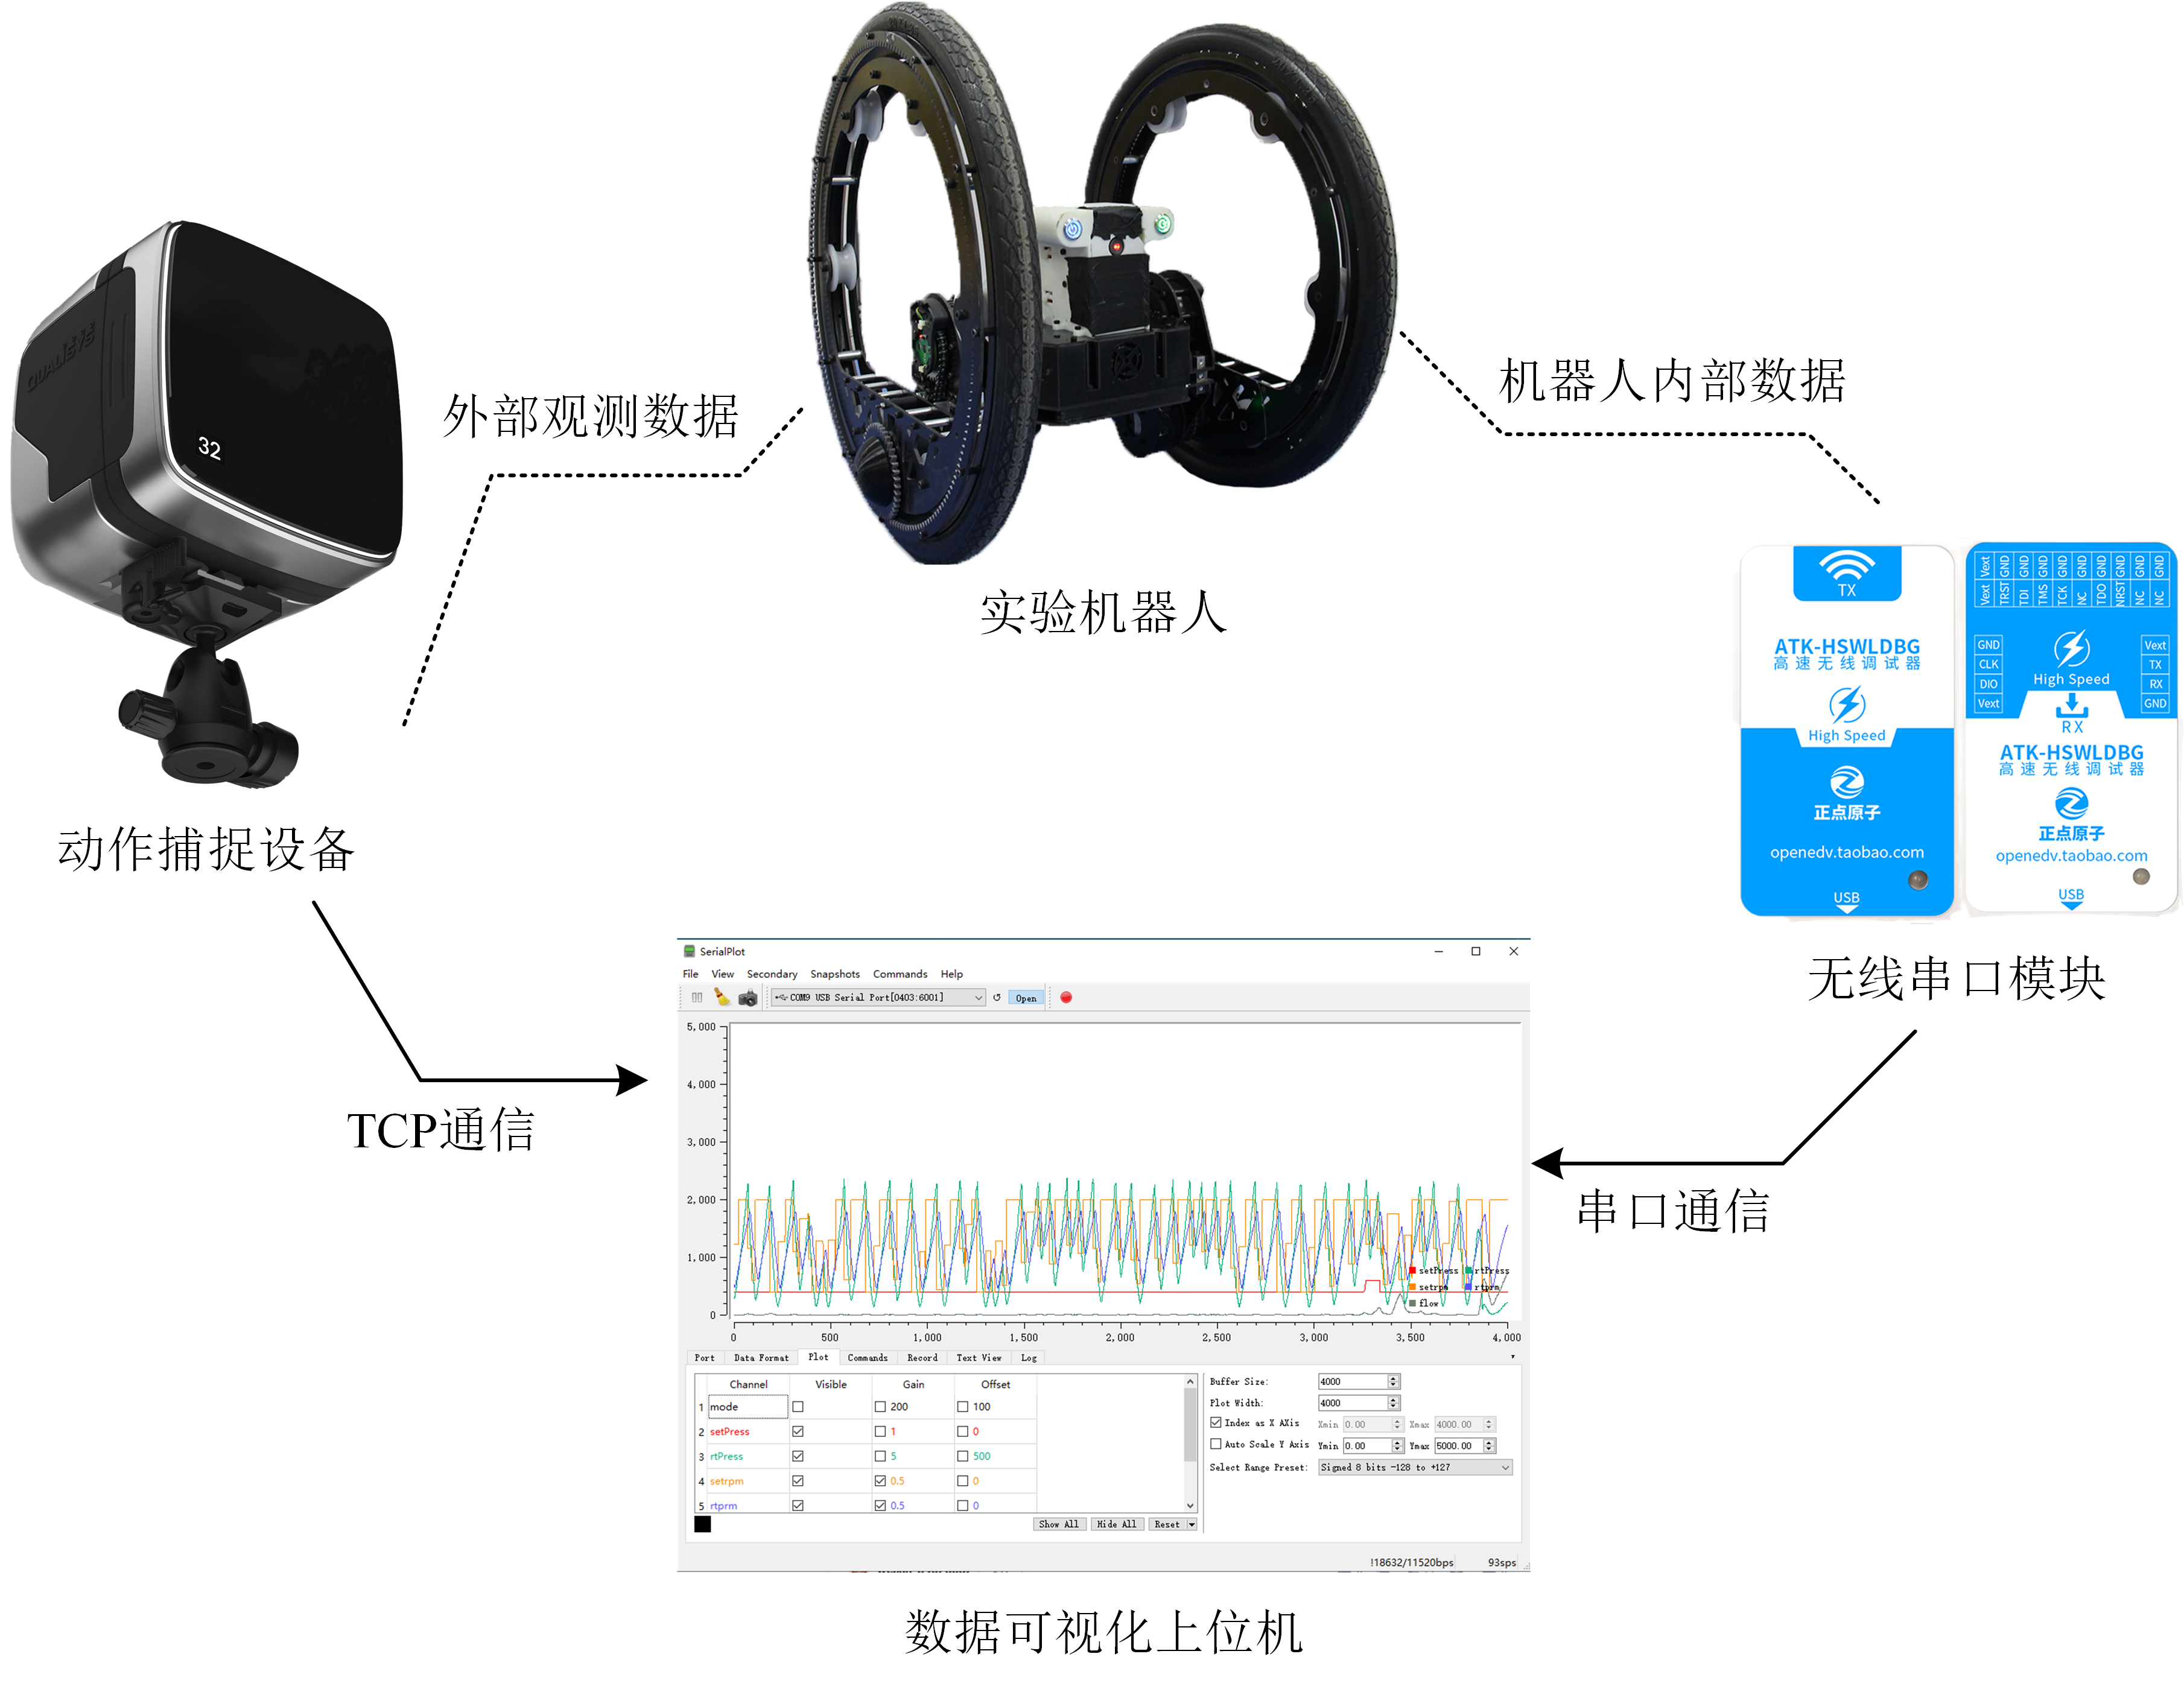 QUALISYS
32
外部观测数据
实验机器人
机器人内部数据
动作捕捉设备
TX
ATK-HSWLDBG
高速无线调试器
High Speed
正点原子
openedv.taobao.com
USB
Vext GND GND GND GND GND GND GND GND GND
Vext TRST TDI TMS TCK NC TDO NRST NC NC
GND
CLK
DIO
Vext
Vext
TX
RX
GND
High Speed
RX
ATK-HSWLDBG
高速无线调试器
正点原子
openedv.taobao.com
USB
无线串口模块
TCP通信
串口通信
SerialPlot
File View Secondary Snapshots Commands Help
COM9 USB Serial Port[0403:6001] Open
5,000
4,000
3,000
2,000
1,000
0
setPress rtPress
setrpm rtprm
flow
0 500 1,000 1,500 2,000 2,500 3,000 3,500 4,000
Port Data Format Plot Commands Record Text View Log
Channel Visible Gain Offset
1 mode 200 100
2 setPress 1 0
3 rtPress 5 500
4 setrpm 0.5 0
5 rtprm 0.5 0
Show All Hide All Reset
Buffer Size: 4000
Plot Width: 4000
Index as X AXis Xmin 0.00 Xmax 4000.00
Auto Scale Y Axis Ymin 0.00 Ymax 5000.00
Select Range Preset: Signed 8 bits -128 to +127
!18632/11520bps 93sps
数据可视化上位机